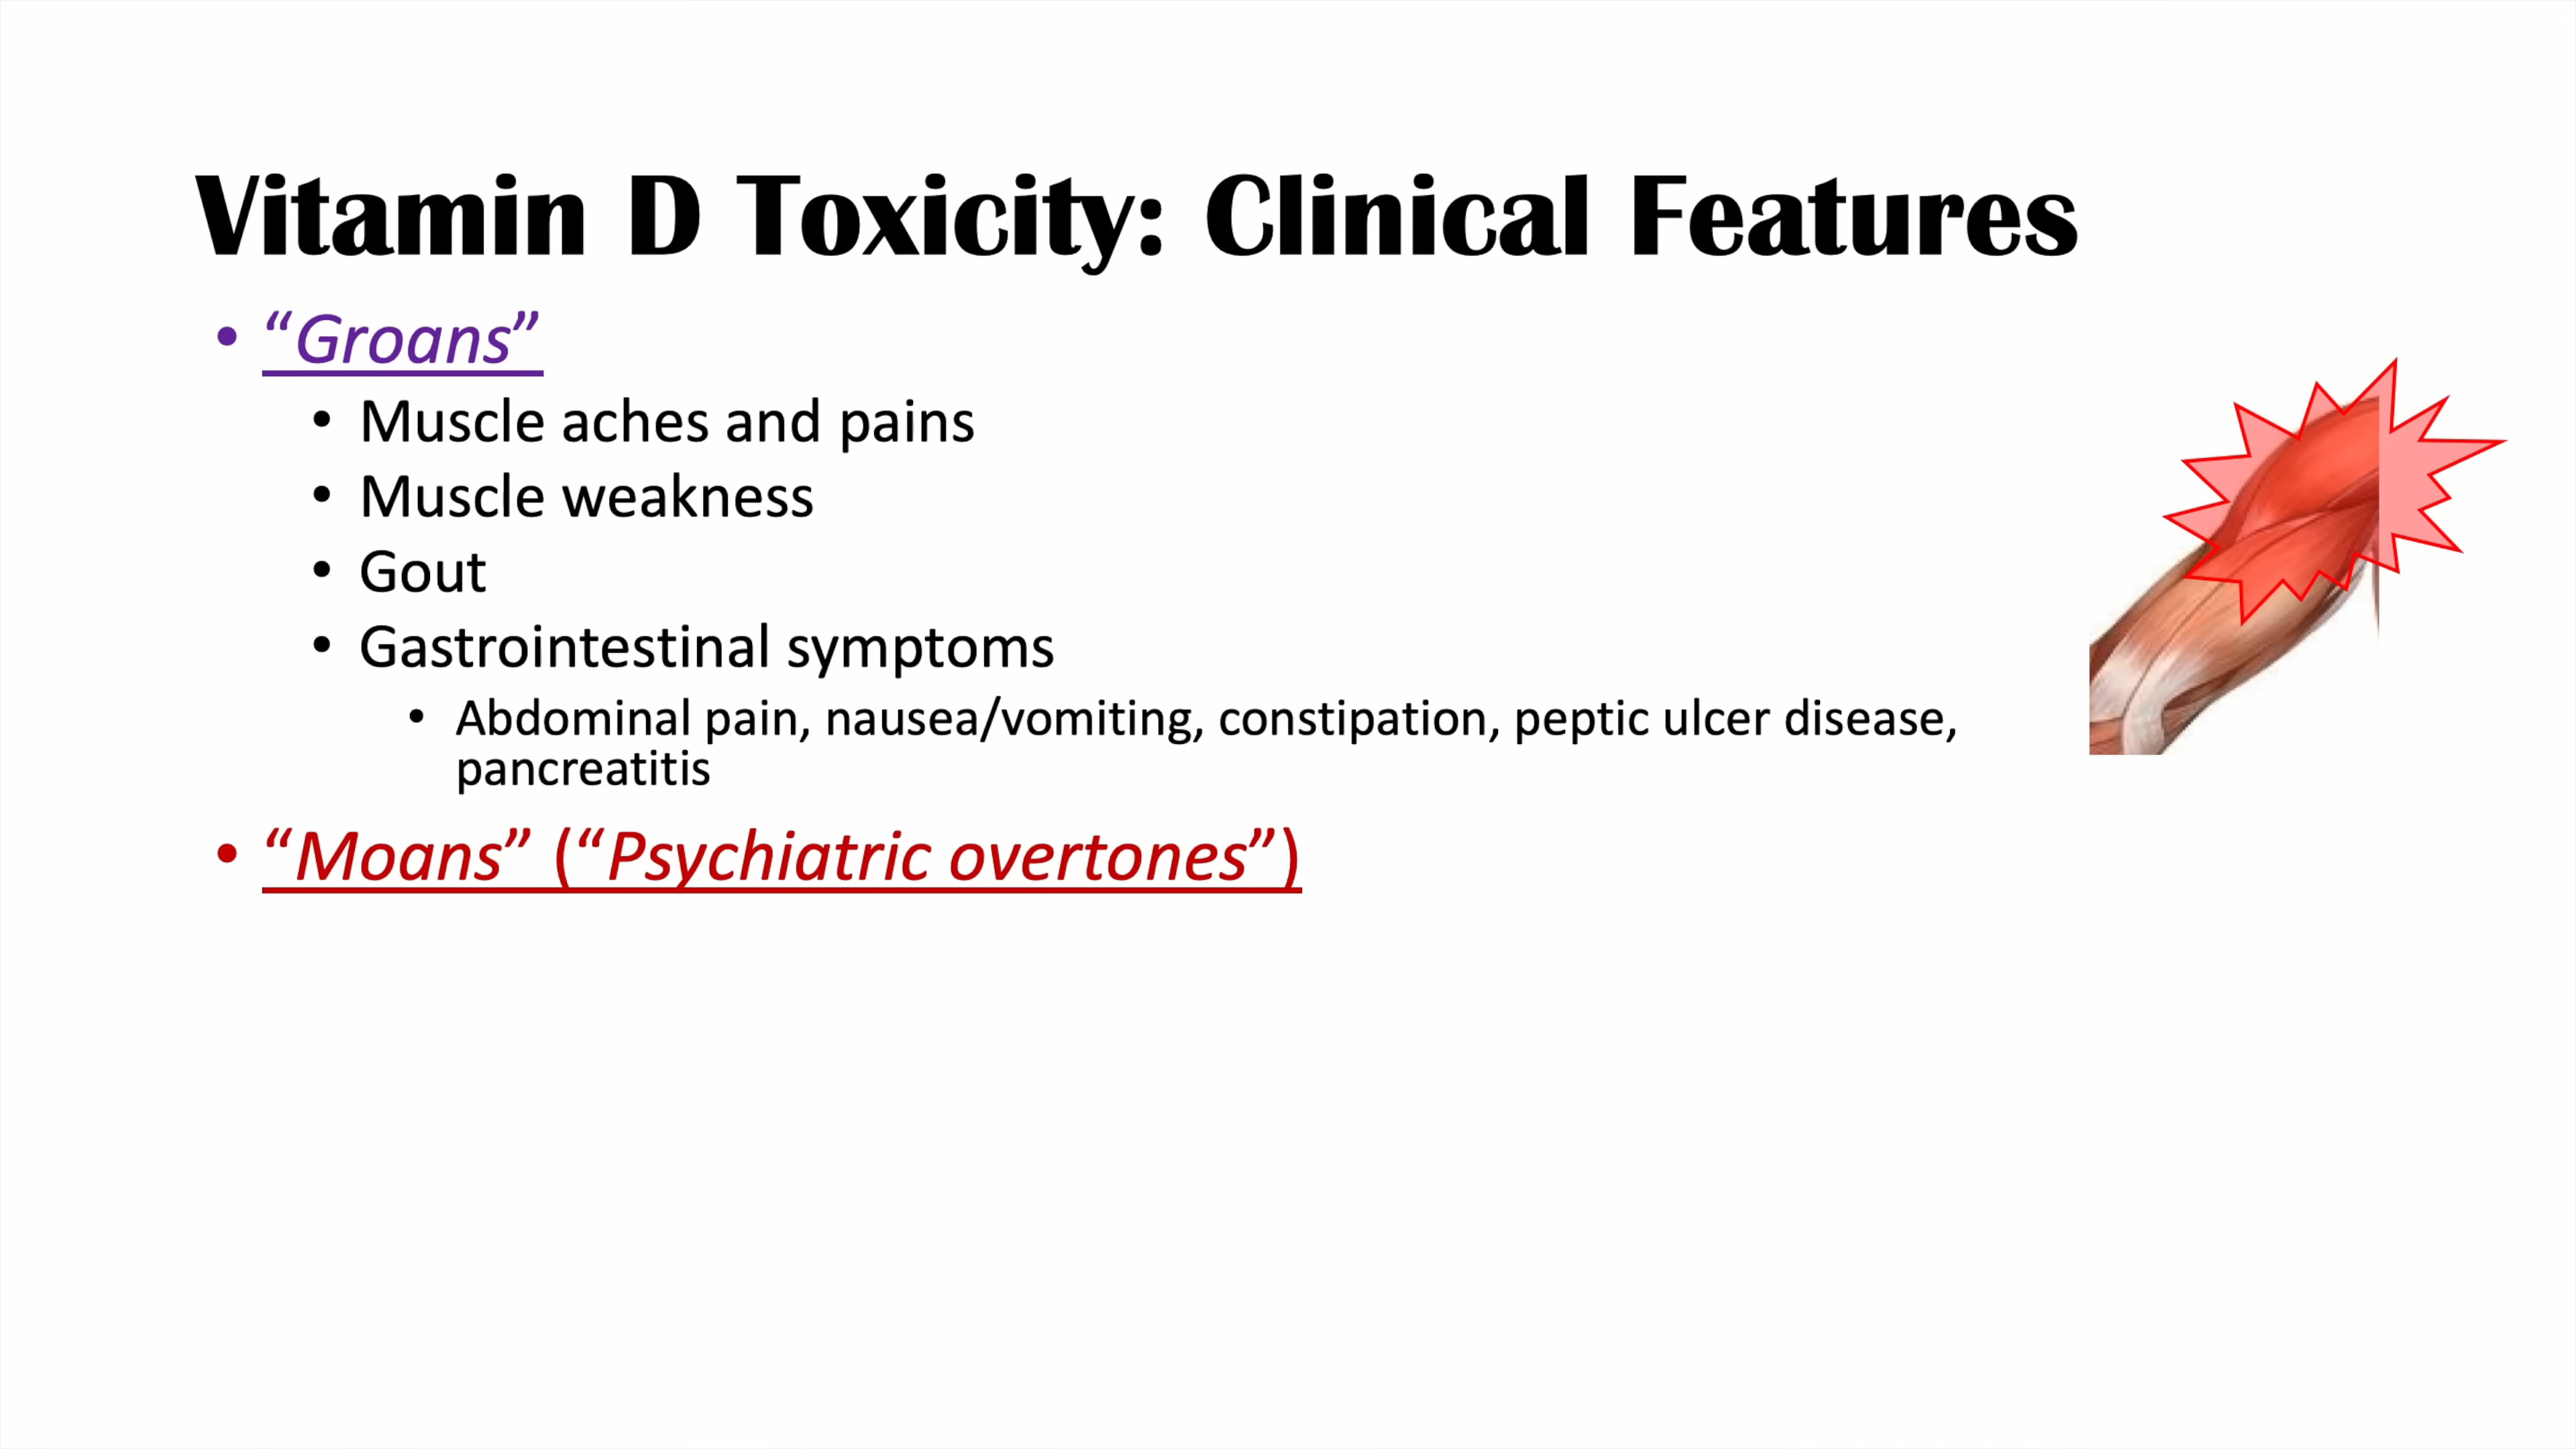 Vitamin D Toxicity: Clinical Features
• “Groans”
• Muscle aches and pains
• Muscle weakness
• Gout
• Gastrointestinal symptoms
• Abdominal pain, nausea/vomiting, constipation, peptic ulcer disease,
pancreatitis
• “Moans” (“Psychiatric overtones”)